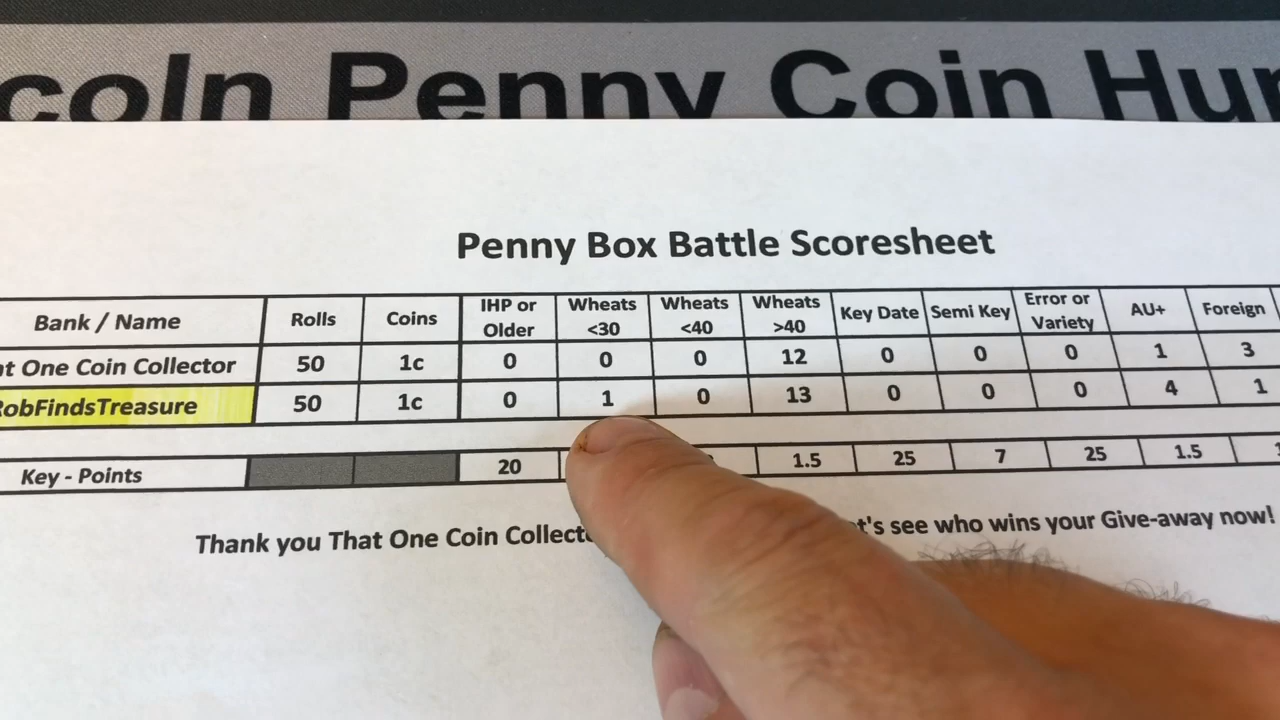 Penny Coin
Penny Box Battle Scoresheet
Bank / Name Rolls Coins IHP or Older Wheats <30 Wheats <40 Wheats >40 Key Date Semi Key Error or Variety AU+ Foreign
One Coin Collector 50 1c 0 0 0 12 0 0 0 1 3
RobFindsTreasure 50 1c 0 1 0 13 0 0 0 4 1
Key - Points 20 1.5 25 7 25 1.5
Thank you That One Coin see who wins your Give-away now!